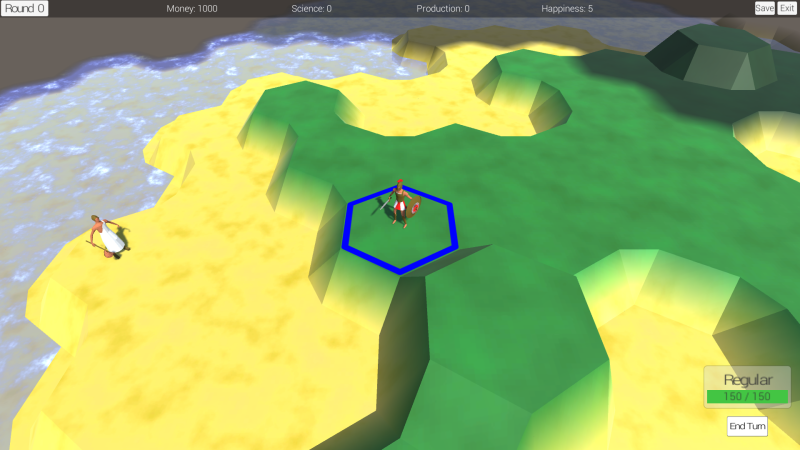 Round 0
Money: 1000
Science: 0
Production: 0
Happiness: 5
Save
Exit
Regular
150 / 150
End Turn